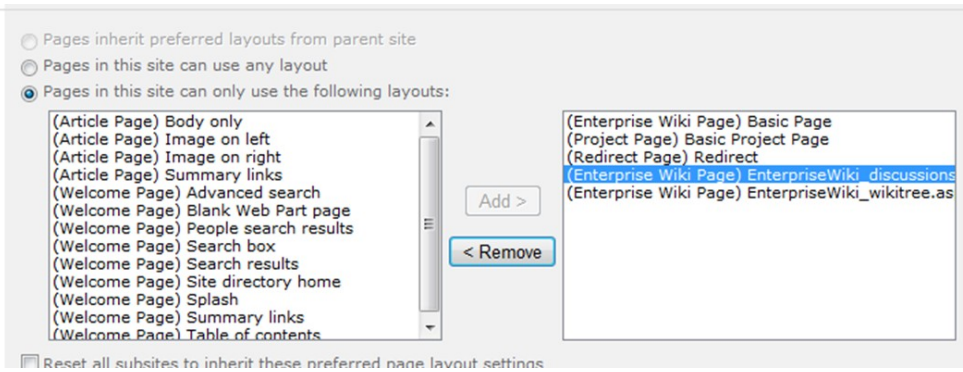 Pages inherit preferred layouts from parent site
Pages in this site can use any layout
Pages in this site can only use the following layouts:
(Article Page) Body only
(Article Page) Image on left
(Article Page) Image on right
(Article Page) Summary links
(Welcome Page) Advanced search
(Welcome Page) Blank Web Part page
(Welcome Page) People search results
(Welcome Page) Search box
(Welcome Page) Search results
(Welcome Page) Site directory home
(Welcome Page) Splash
(Welcome Page) Summary links
(Welcome Page) Table of contents
Add >
< Remove
(Enterprise Wiki Page) Basic Page
(Project Page) Basic Project Page
(Redirect Page) Redirect
(Enterprise Wiki Page) EnterpriseWiki_discussions
(Enterprise Wiki Page) EnterpriseWiki_wikitree.as
Reset all subsites to inherit these preferred page layout settings